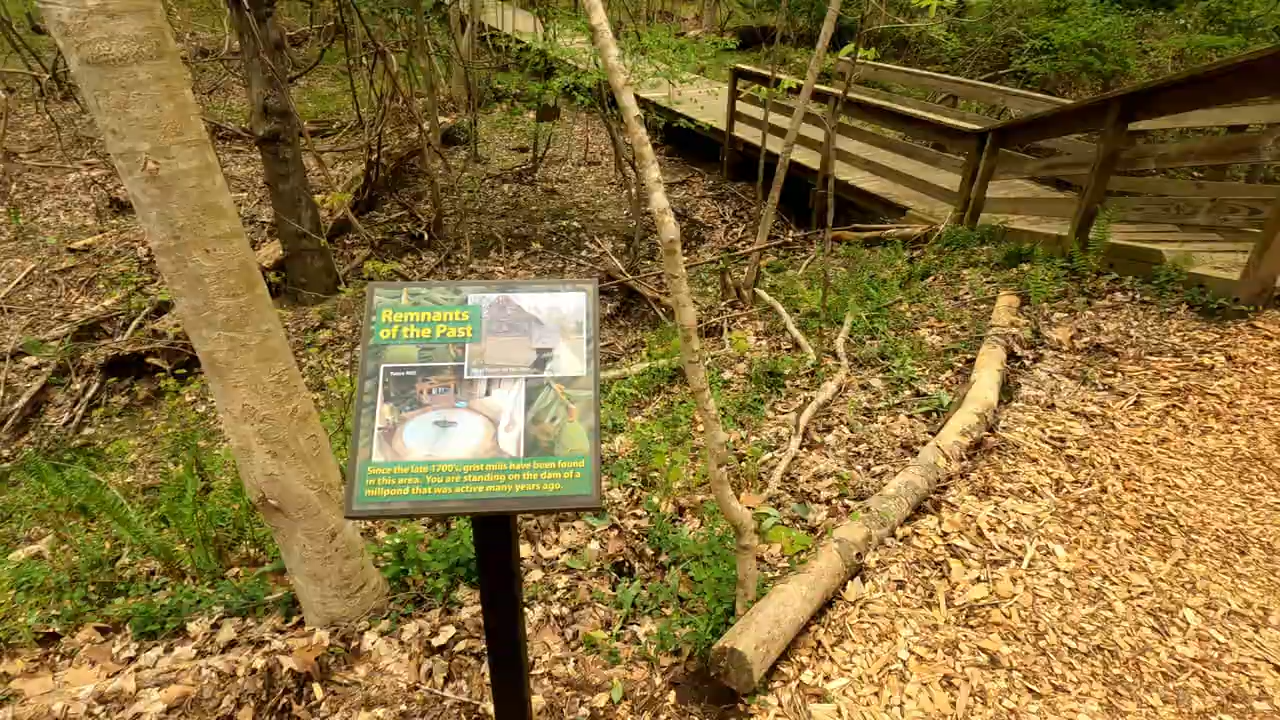 Remnants
of the Past
Since the late 1700's, grist mills have been found
in this area. You are standing on the dam of a
millpond that was active many years ago.